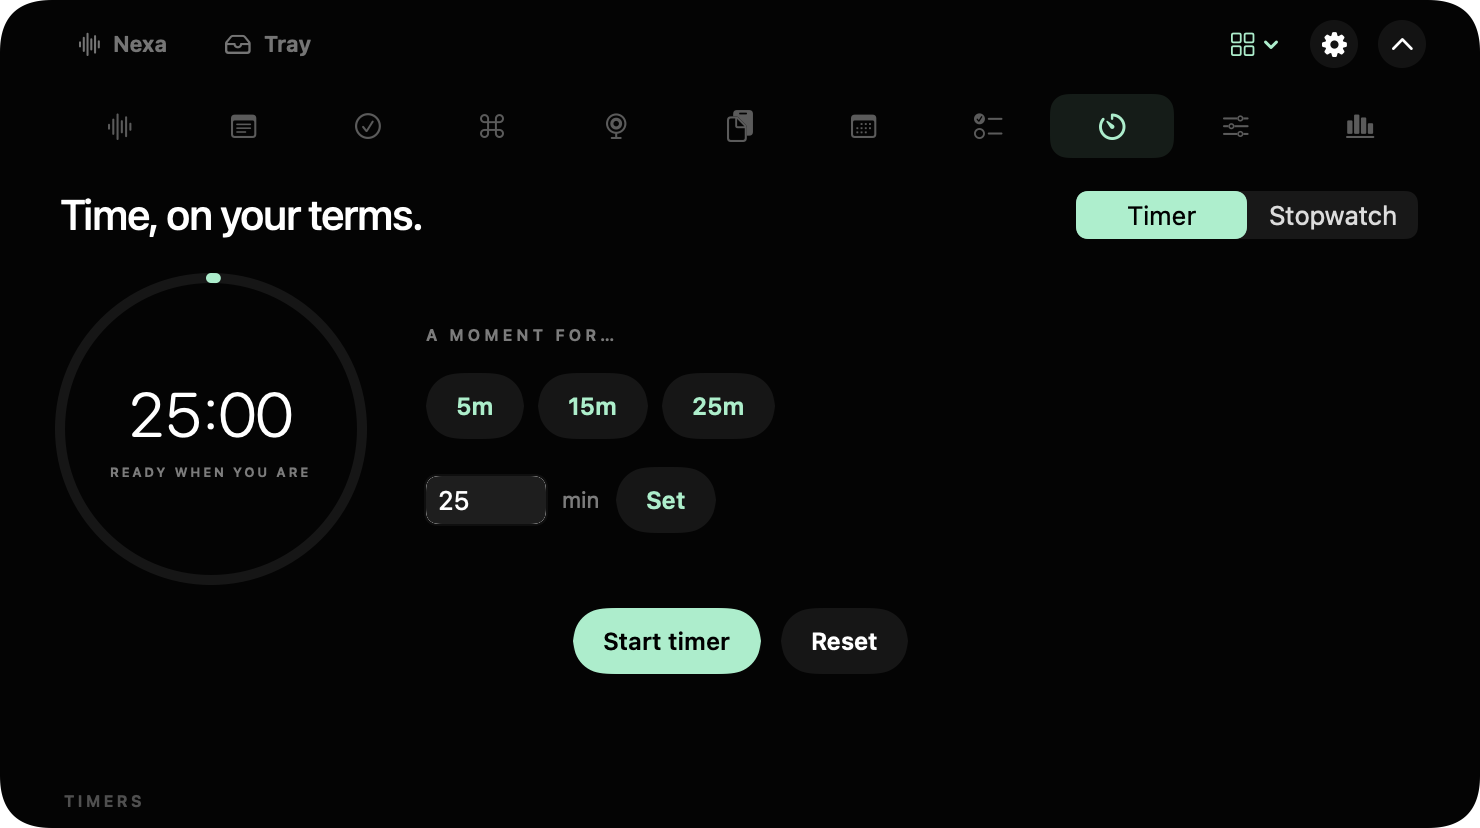 Nexa
Tray
Time, on your terms.
Timer
Stopwatch
25:00
READY WHEN YOU ARE
A MOMENT FOR…
5m
15m
25m
25
min
Set
Start timer
Reset
TIMERS